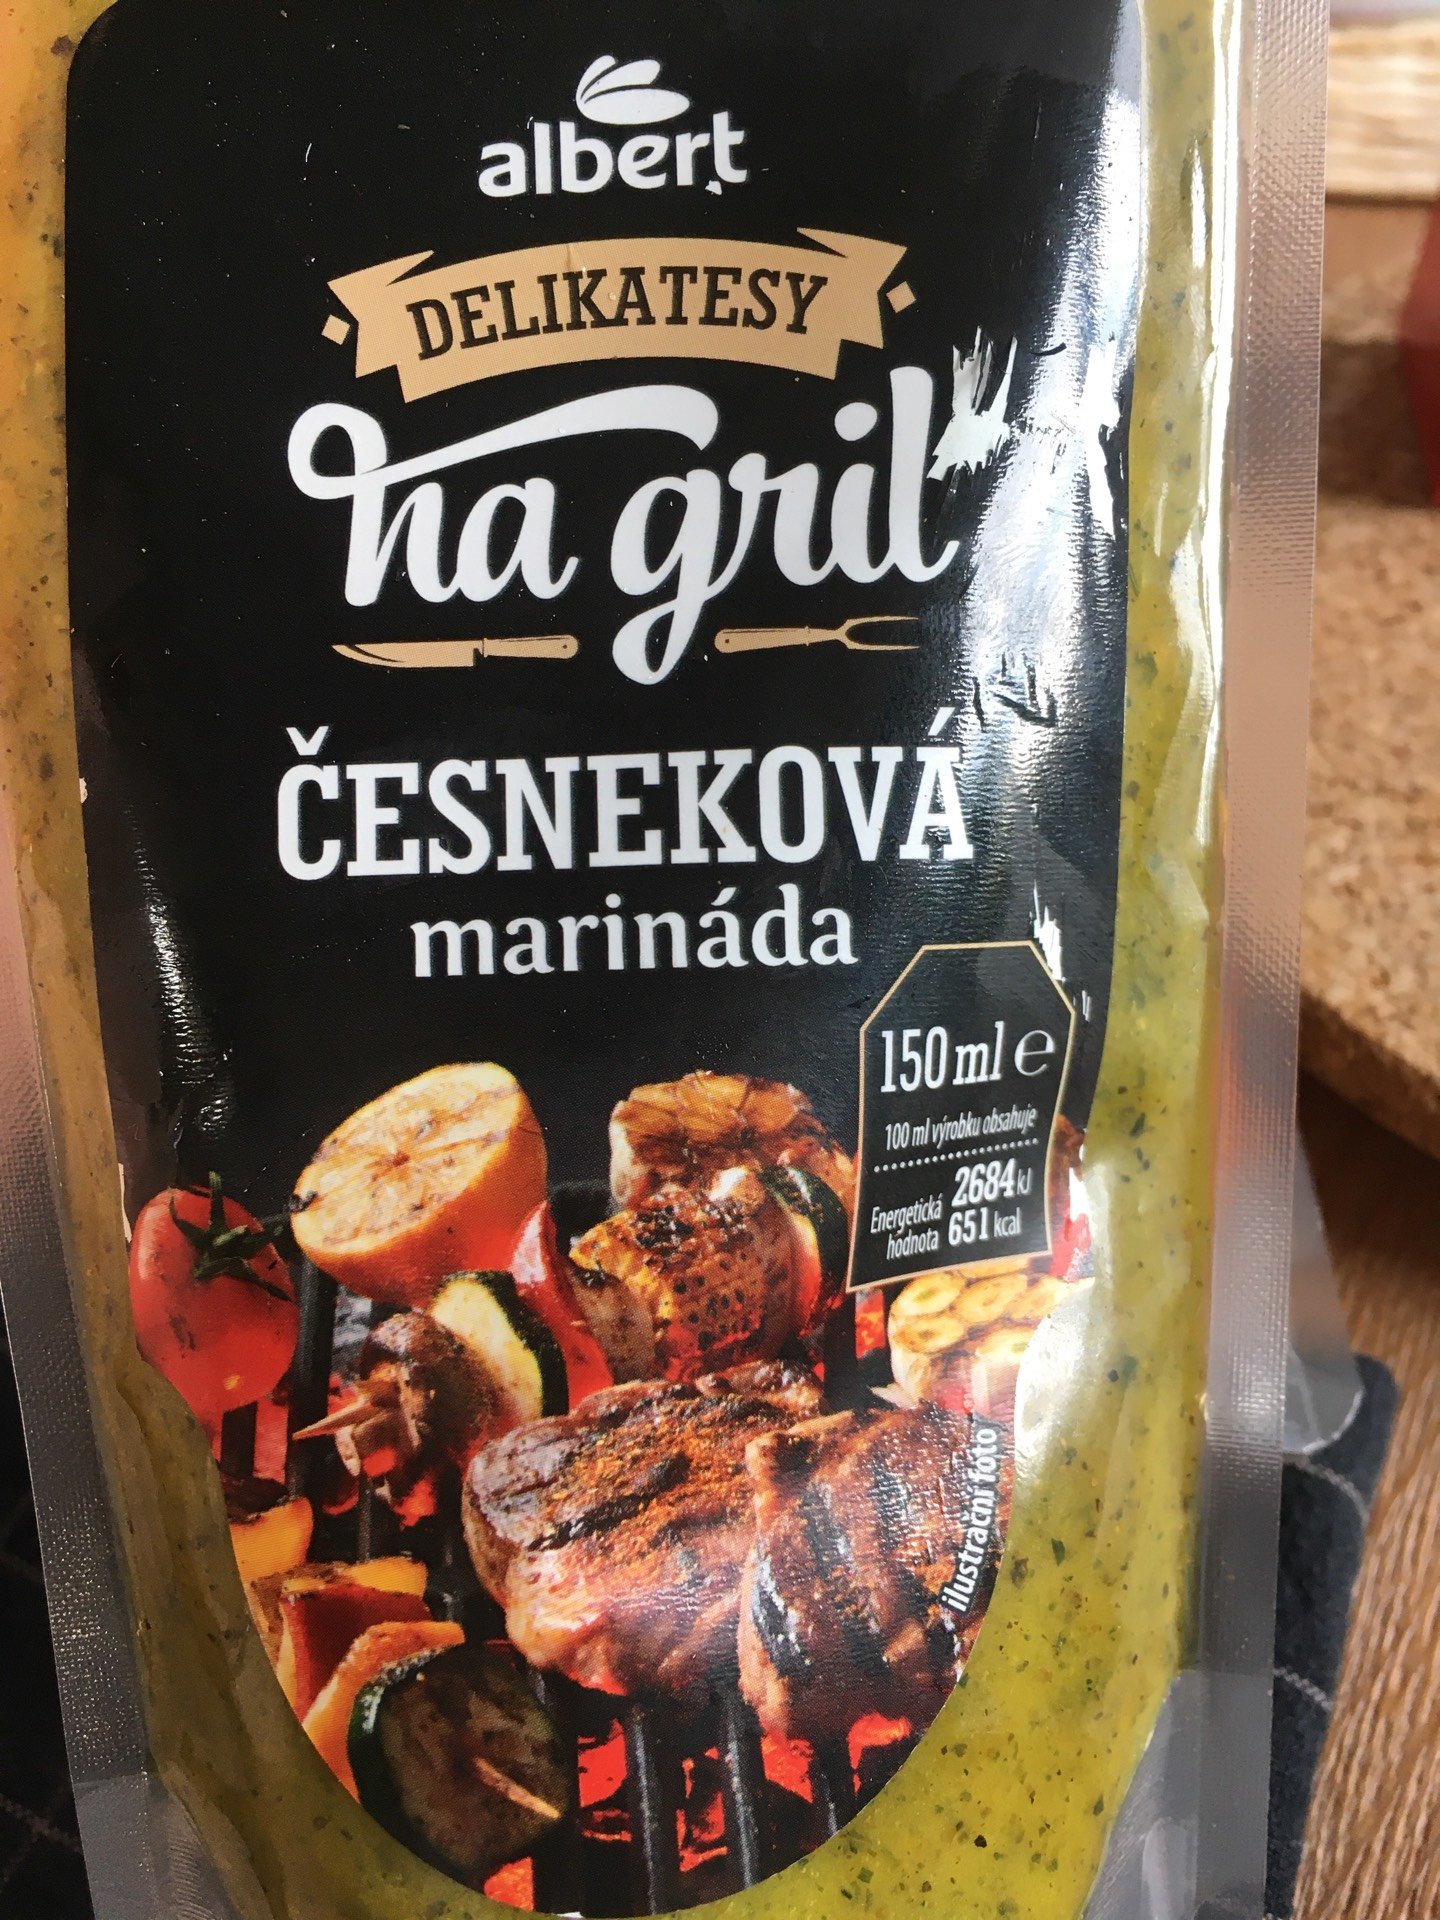 albert
DELIKATESY
na gril
ČESNEKOVÁ
marináda
150 ml e
100 ml výrobku obsahuje
Energetická 2684 kJ
hodnota 651 kcal
ilustrační foto